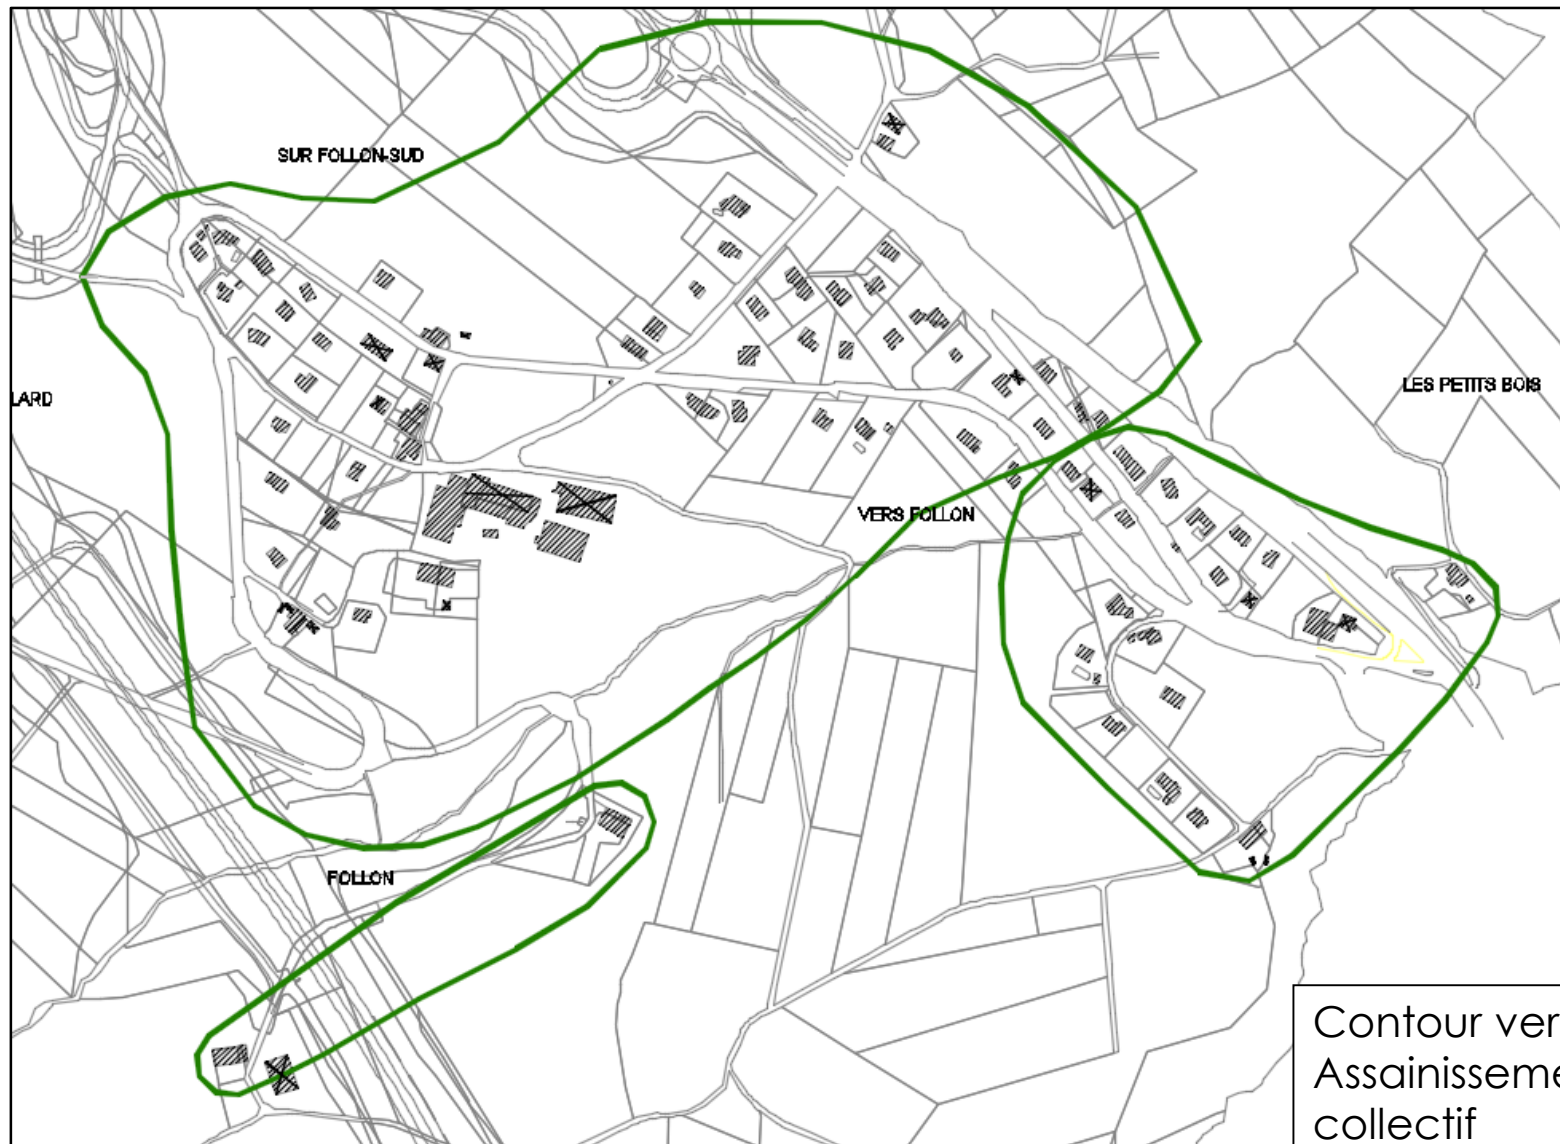 SUR FOLLON-SUD
LARD
LES PETITS BOIS
VERS FOLLON
FOLLON
Contour ver
Assainisseme
collectif